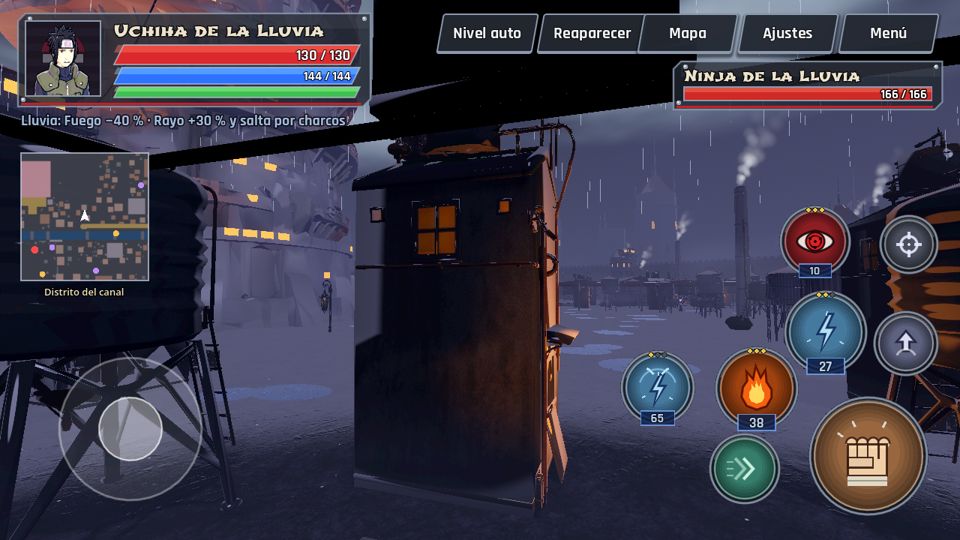 Uchiha de la Lluvia
130 / 130
144 / 144
Lluvia: Fuego −40 % · Rayo +30 % y salta por charcos
Nivel auto
Reaparecer
Mapa
Ajustes
Menú
Ninja de la Lluvia
166 / 166
Distrito del canal
10
27
65
38